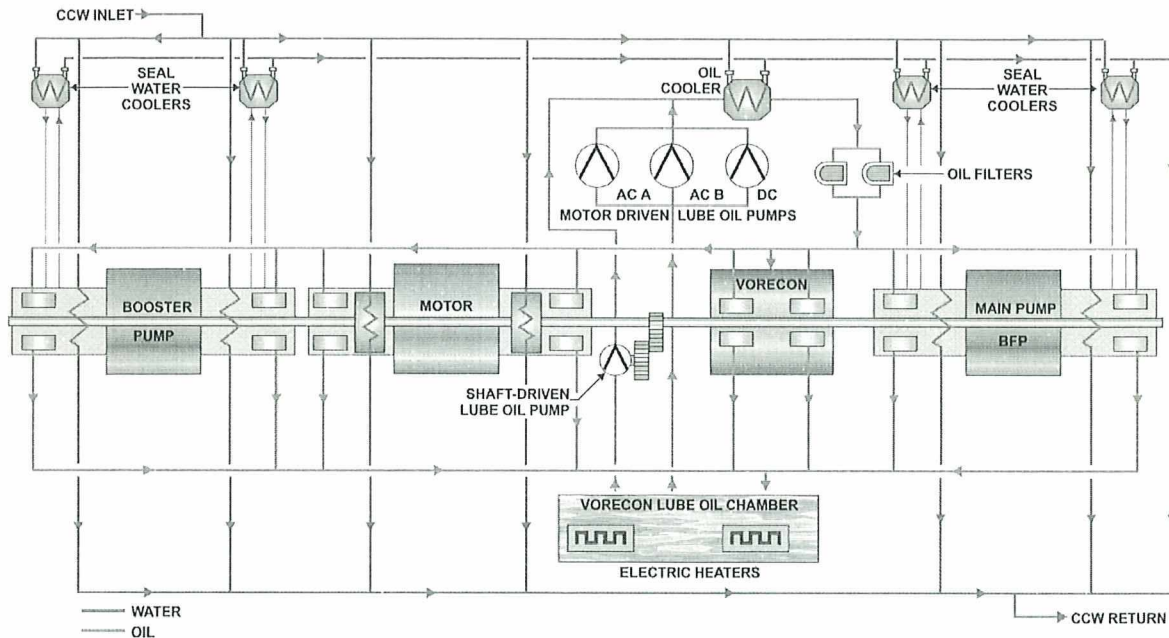 CCW INLET
SEAL
WATER
COOLERS
OIL
COOLER
SEAL
WATER
COOLERS
AC A
AC B
DC
OIL FILTERS
MOTOR DRIVEN
LUBE OIL PUMPS
BOOSTER
PUMP
MOTOR
VORECON
MAIN PUMP
BFP
SHAFT-DRIVEN
LUBE OIL PUMP
VORECON LUBE OIL CHAMBER
ELECTRIC HEATERS
WATER
OIL
CCW RETURN